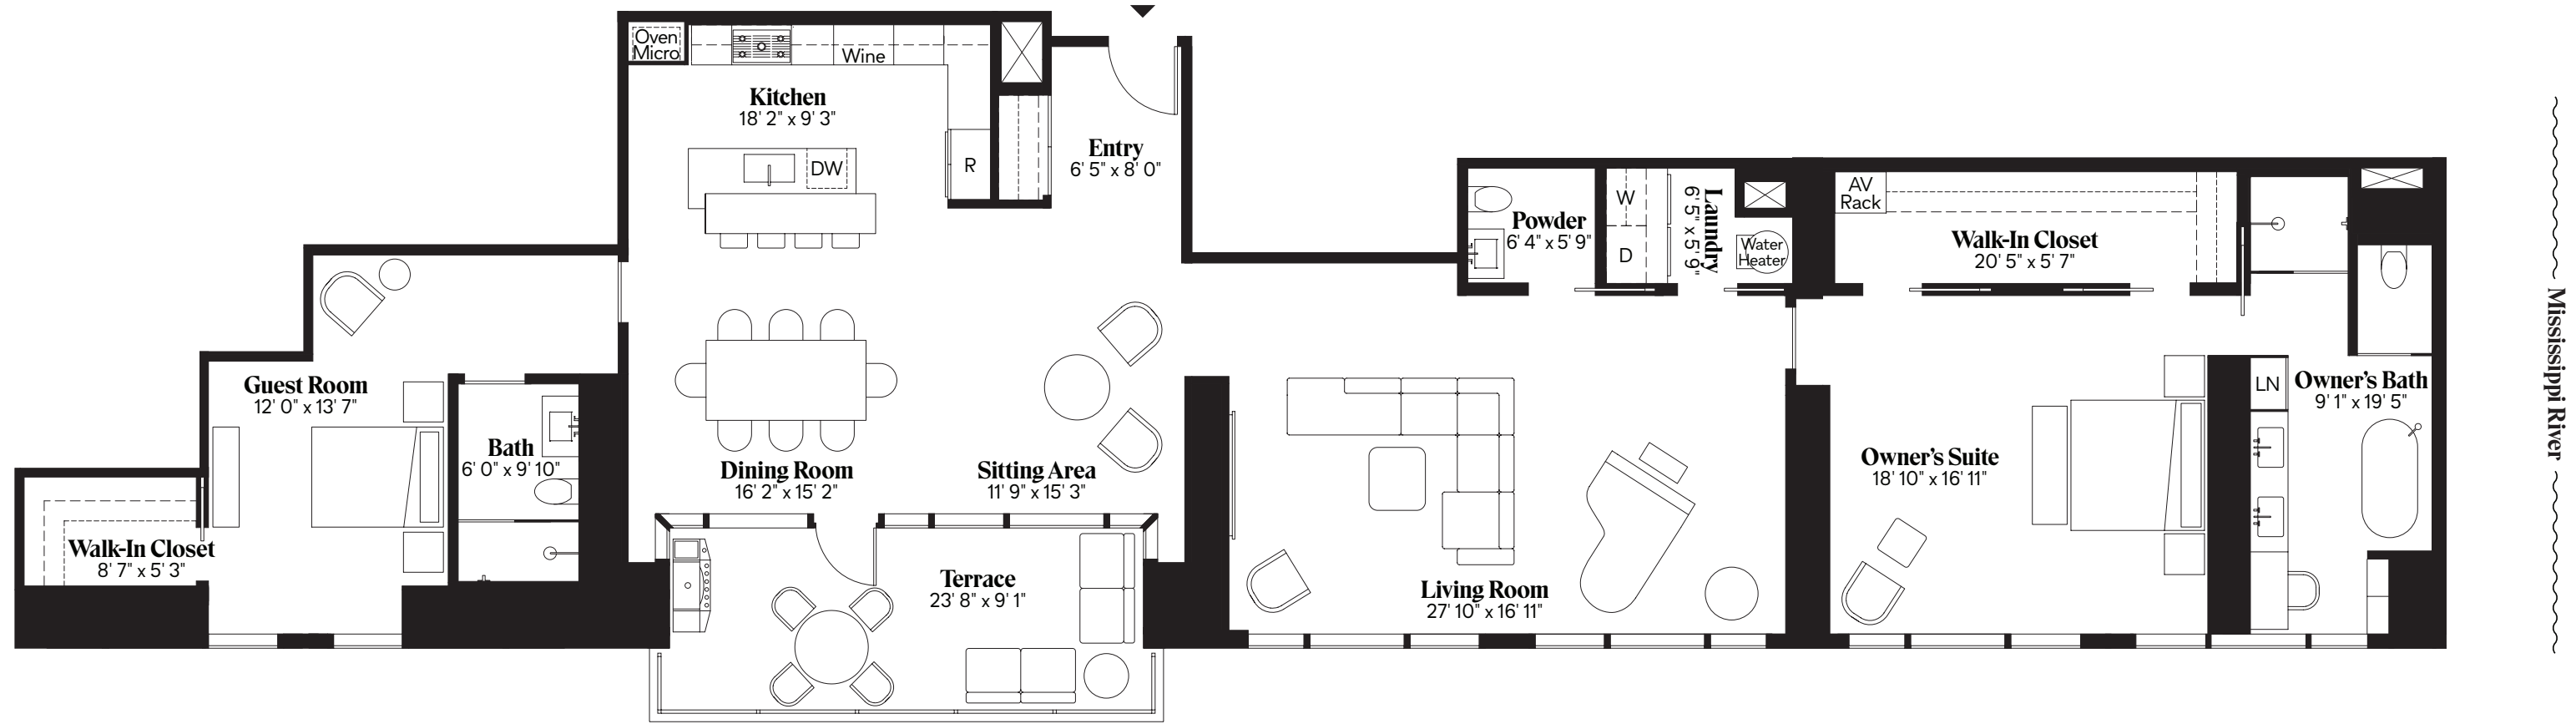 Oven
Micro
Wine
Kitchen
18' 2" x 9' 3"
DW
R
Entry
6' 5" x 8' 0"
Guest Room
12' 0" x 13' 7"
Bath
6' 0" x 9' 10"
Walk-In Closet
8' 7" x 5' 3"
Dining Room
16' 2" x 15' 2"
Sitting Area
11' 9" x 15' 3"
Terrace
23' 8" x 9' 1"
Powder
6' 4" x 5' 9"
W
D
Laundry
6' 5" x 5' 9"
Water
Heater
Living Room
27' 10" x 16' 11"
AV
Rack
Walk-In Closet
20' 5" x 5' 7"
Owner's Suite
18' 10" x 16' 11"
LN
Owner's Bath
9' 1" x 19' 5"
Mississippi River